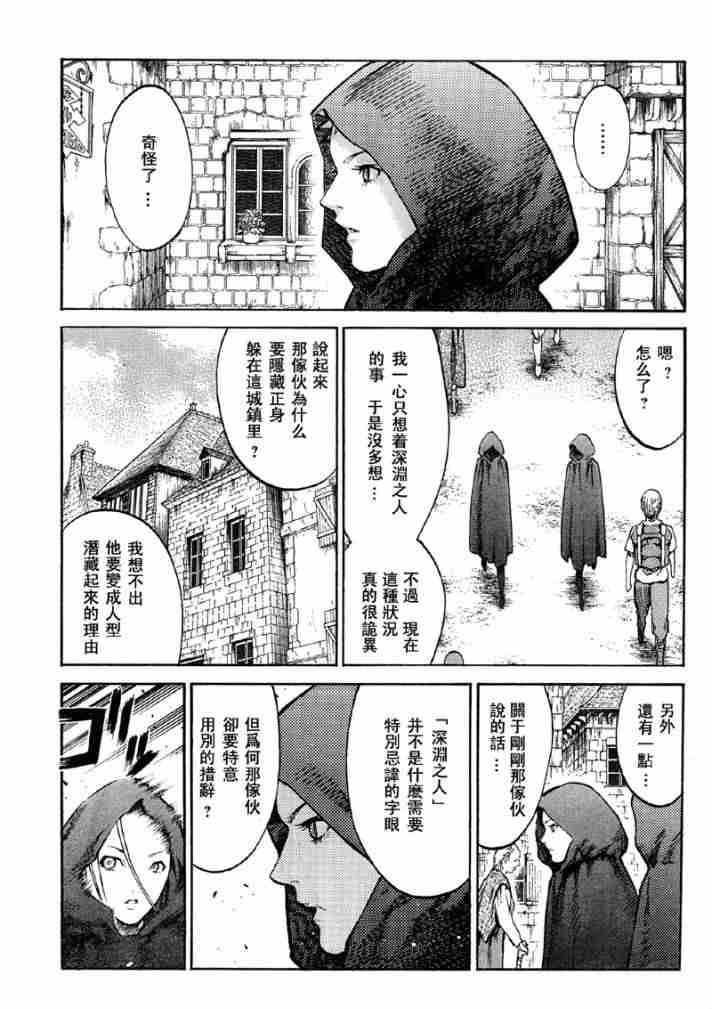 ⋯⋯
奇怪了⋯
嗯？
怎么了？
我一心只想着深淵之人
的事　于是沒多想⋯
不過　現在
這種狀況
真的很詭異
說起來
那傢伙為什么
要隱藏正身
躲在這城鎮里？
我想不出
他要變成人型
潛藏起來的理由
另外
還有一點⋯
關于剛剛那傢伙
說的話⋯
「深淵之人」
並不是什麼需要
特別忌諱的字眼
但爲何那傢伙
卻要特意
用別的措辭？